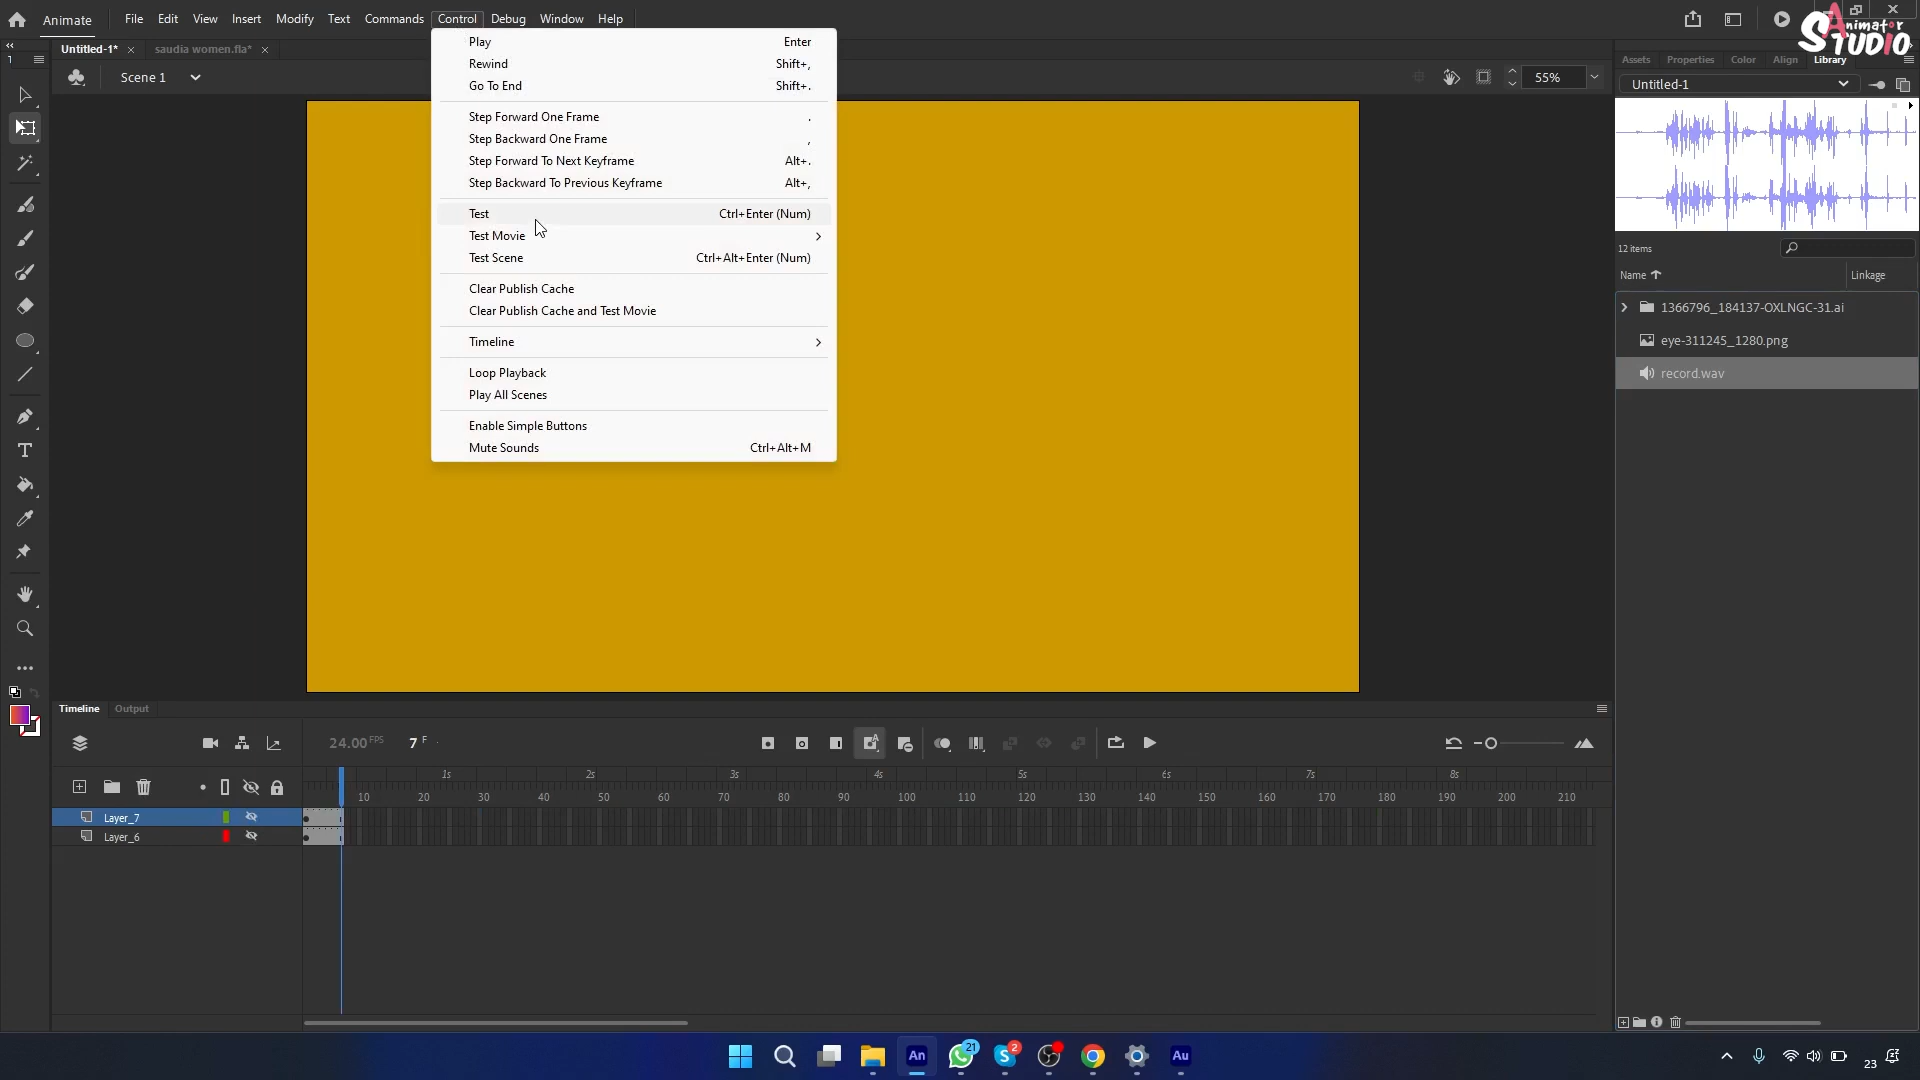 Animate File Edit View Insert Modify Text Commands Control Debug Window Help
Animator STUDIO
Untitled-1* saudia women.fla*
Scene 1
55%
Play Enter
Rewind Shift+,
Go To End Shift+.
Step Forward One Frame .
Step Backward One Frame ,
Step Forward To Next Keyframe Alt+.
Step Backward To Previous Keyframe Alt+,
Test Ctrl+Enter (Num)
Test Movie
Test Scene Ctrl+Alt+Enter (Num)
Clear Publish Cache
Clear Publish Cache and Test Movie
Timeline
Loop Playback
Play All Scenes
Enable Simple Buttons
Mute Sounds Ctrl+Alt+M
Assets Properties Color Align Library
Untitled-1
12 items
Name Linkage
1366796_184137-OXLNGC-31.ai
eye-311245_1280.png
record.wav
Timeline Output
24.00 FPS 7 F
1s 2s 3s 4s 5s 6s 7s 8s
10 20 30 40 50 60 70 80 90 100 110 120 130 140 150 160 170 180 190 200 210
Layer_7
Layer_6
An 21 2 Au 23